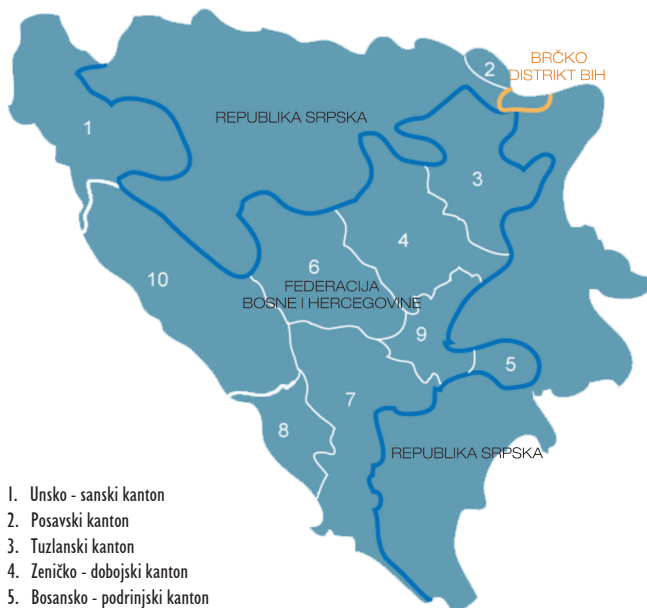 BRČKO
DISTRIKT BIH
2
REPUBLIKA SRPSKA
1
3
4
10
6
FEDERACIJA
BOSNE I HERCEGOVINE
9
5
7
8
REPUBLIKA SRPSKA
1. Unsko - sanski kanton
2. Posavski kanton
3. Tuzlanski kanton
4. Zeničko - dobojski kanton
5. Bosansko - podrinjski kanton